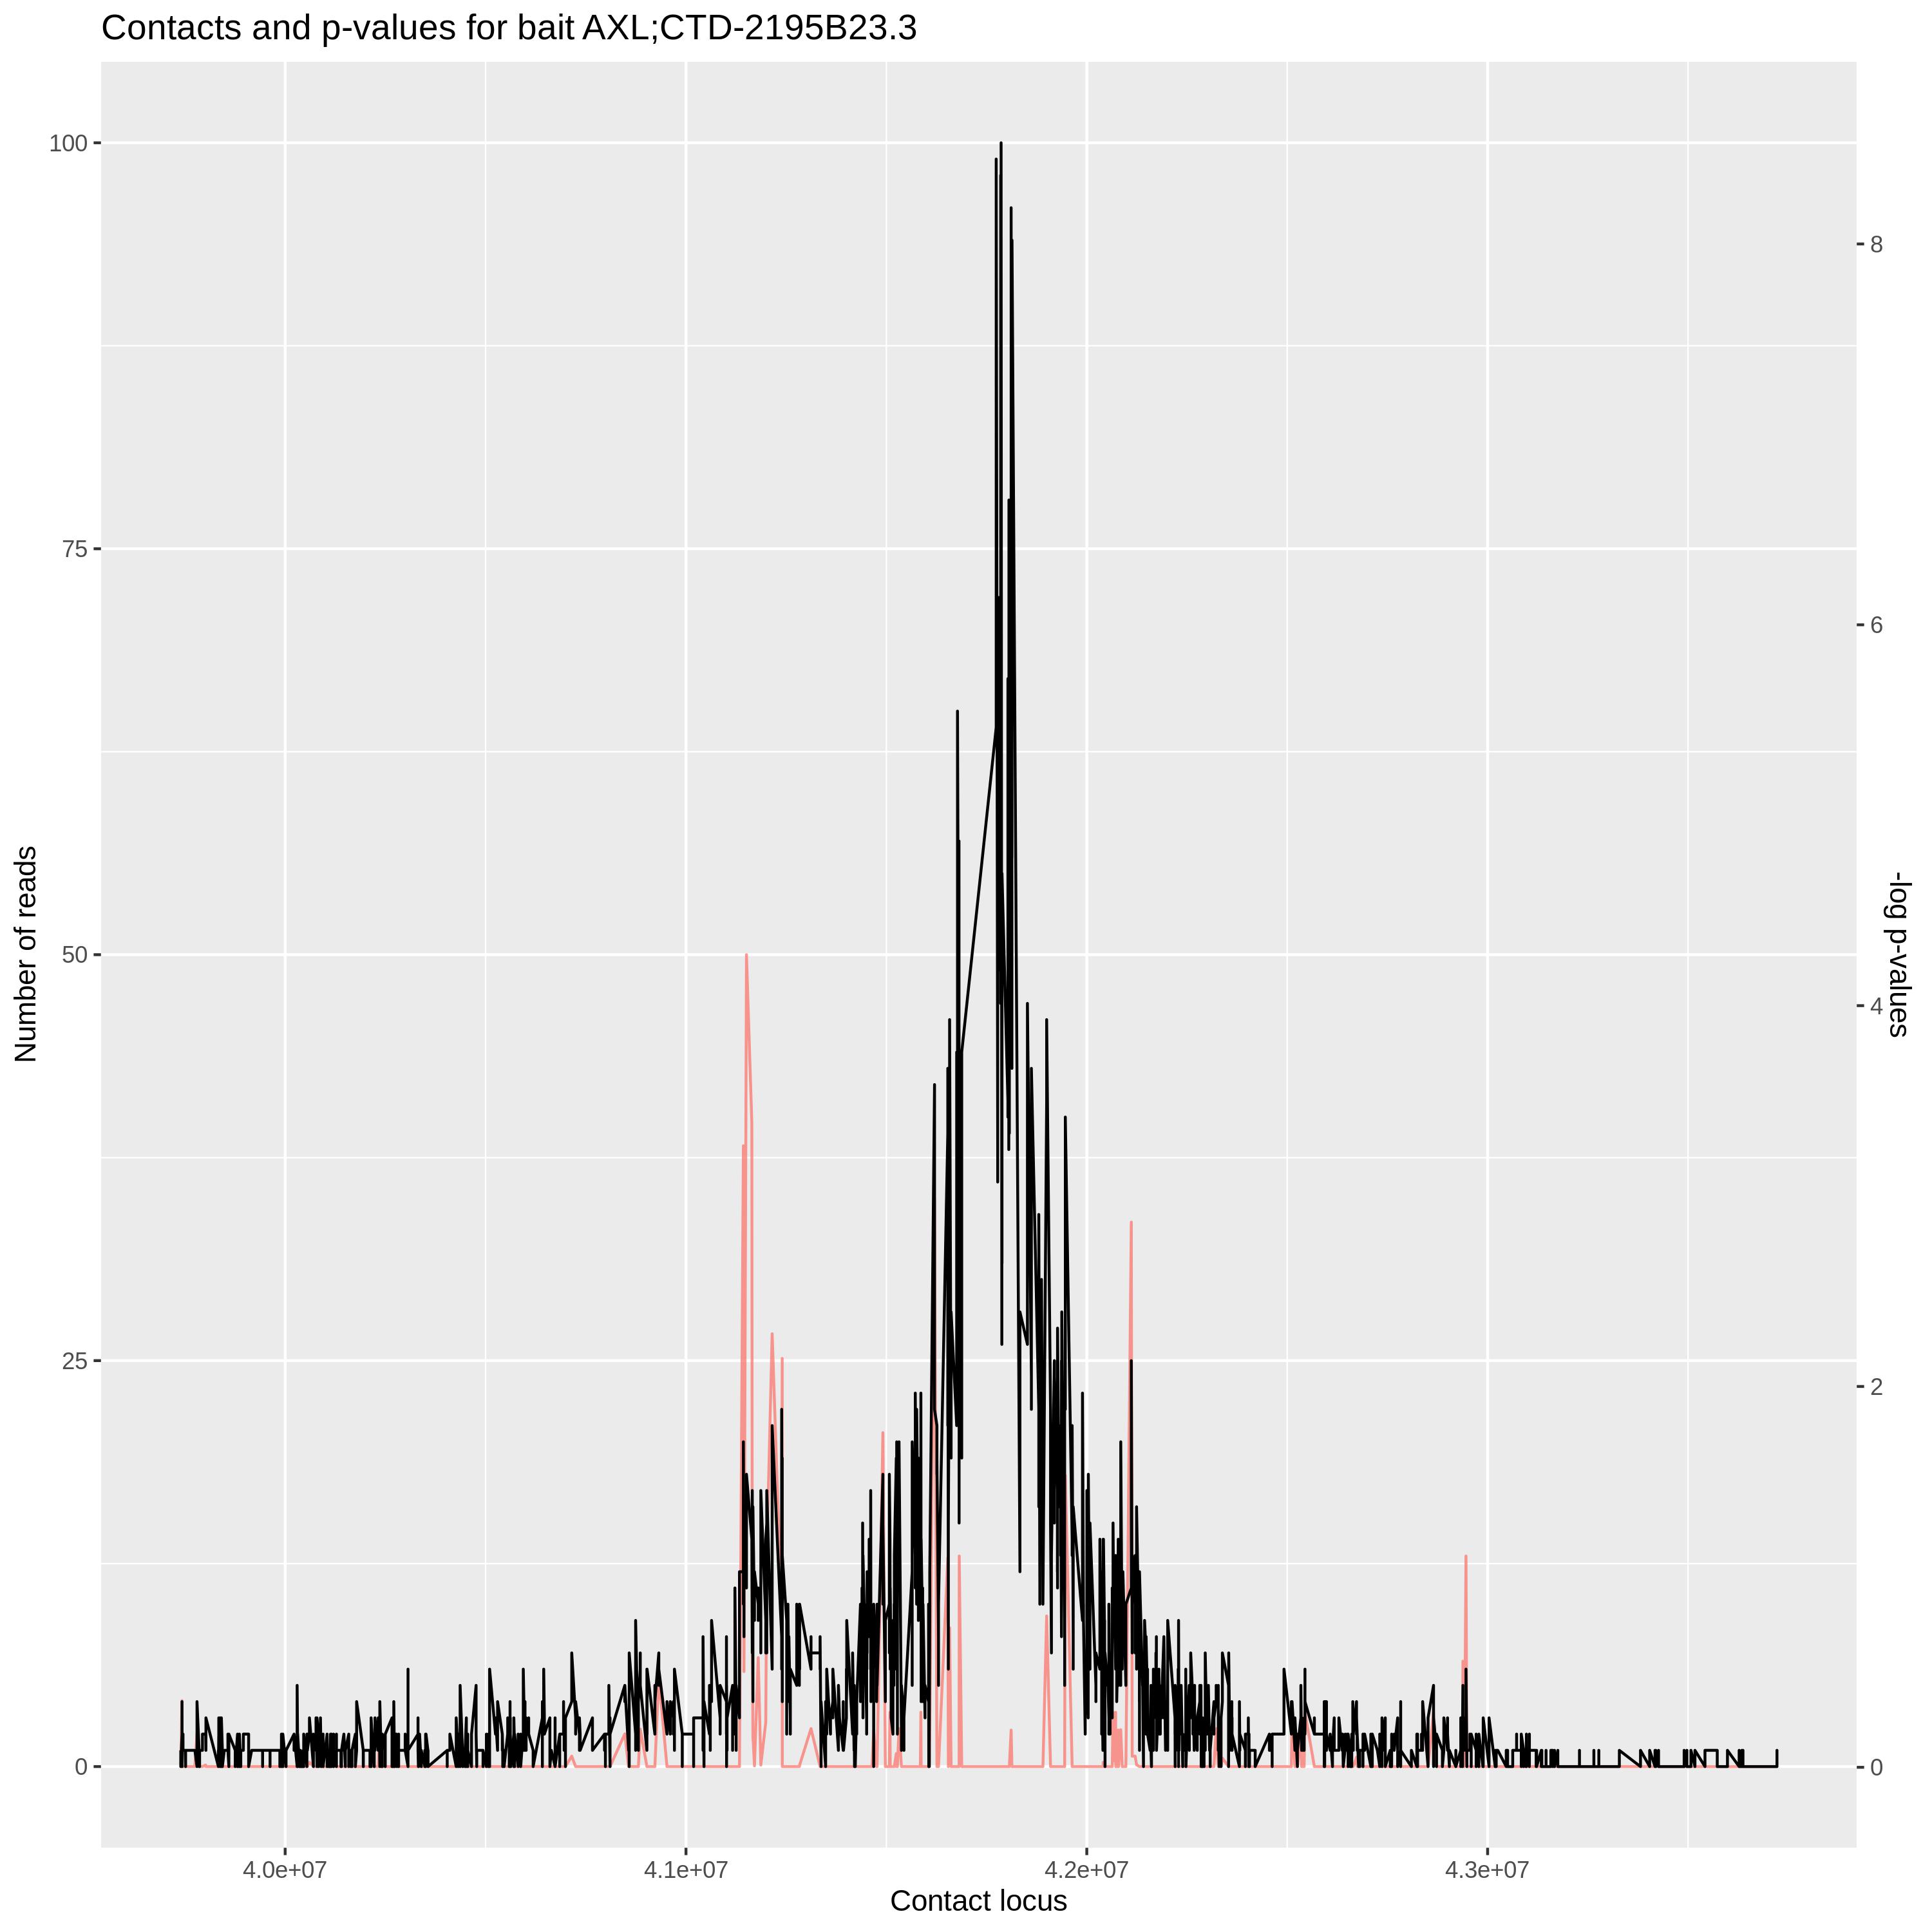 Contacts and p-values for bait AXL;CTD-2195B23.3
100
75
50
25
0
Number of reads
8
6
4
2
0
-log p-values
4.0e+07
4.1e+07
4.2e+07
4.3e+07
Contact locus